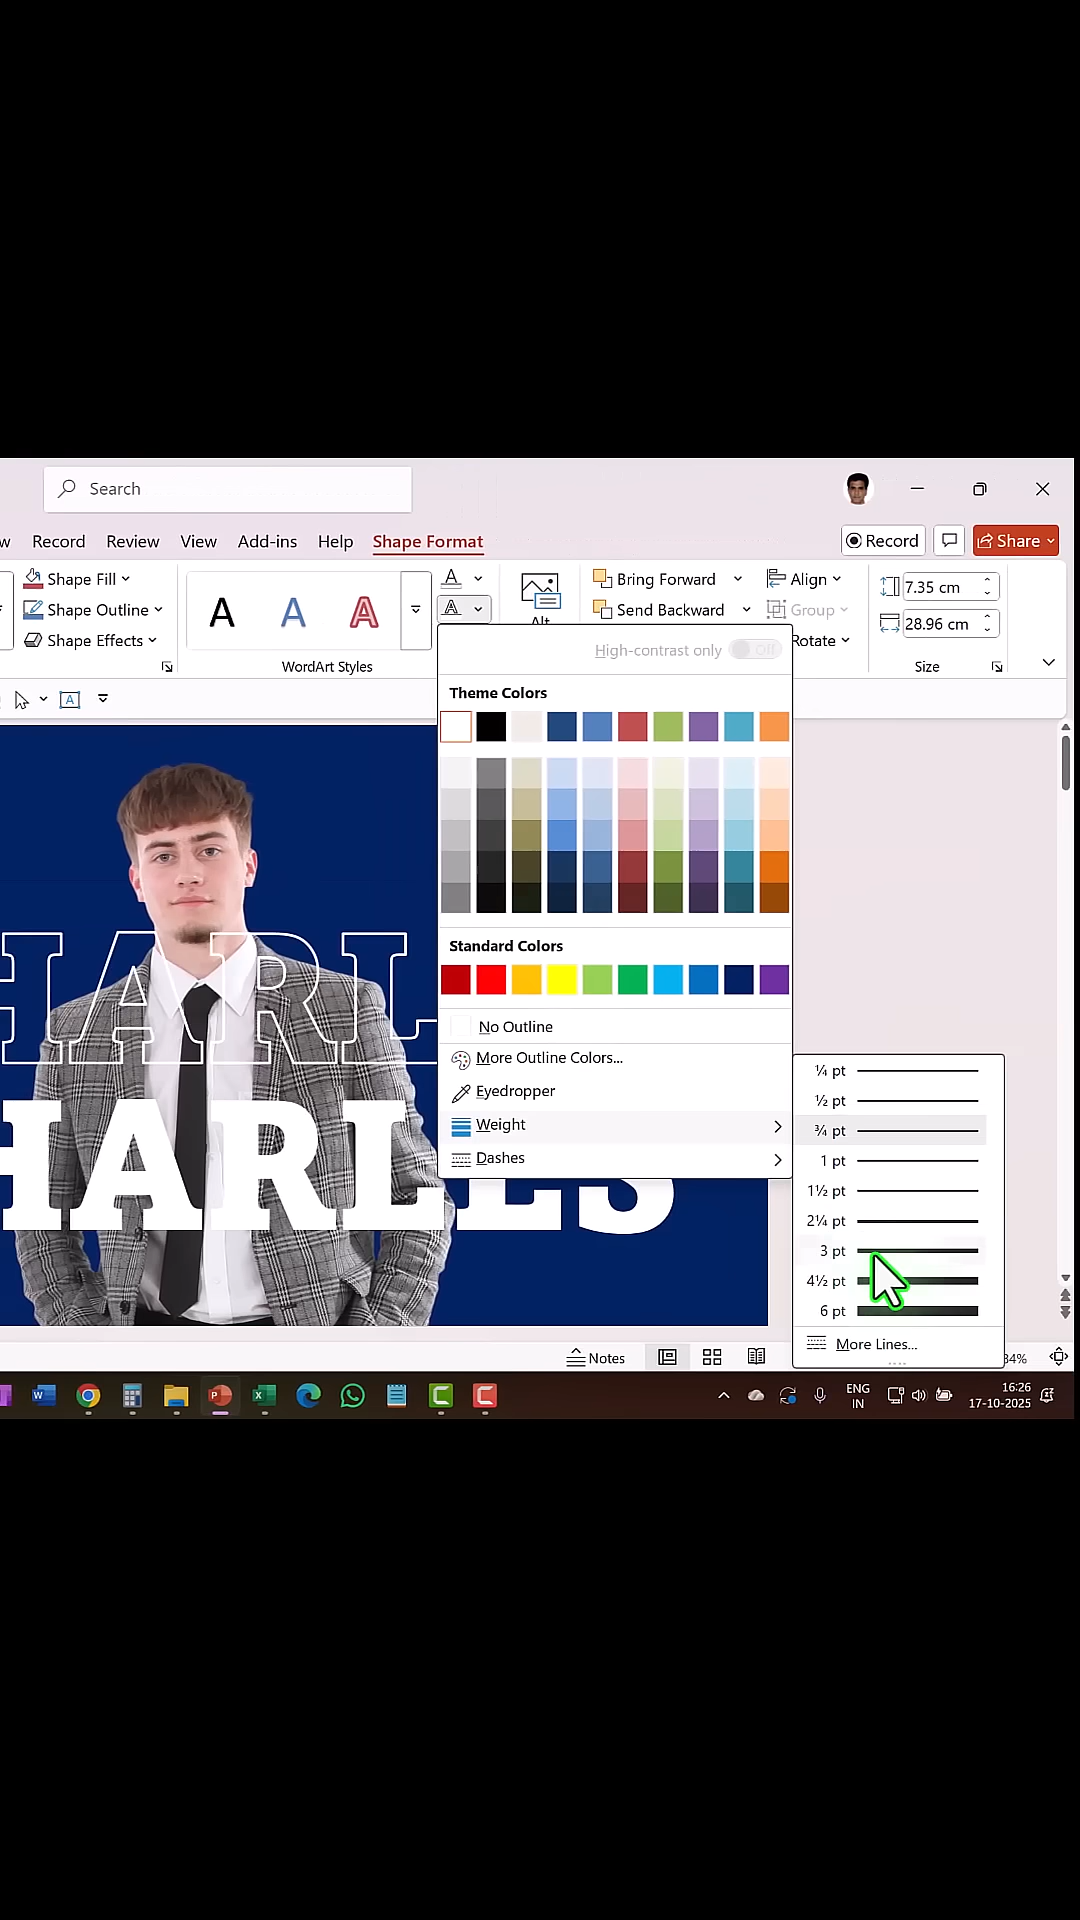 Search
w Record Review View Add-ins Help Shape Format Record Share
Shape Fill
Shape Outline
Shape Effects
A A A
WordArt Styles
A
A
Alt
Bring Forward
Send Backward
Align
Group
Rotate
7.35 cm
28.96 cm
Size
A
High-contrast only Off
Theme Colors
Standard Colors
No Outline
More Outline Colors...
Eyedropper
Weight
Dashes
¼ pt
½ pt
¾ pt
1 pt
1½ pt
2¼ pt
3 pt
4½ pt
6 pt
More Lines...
HARL
HARLES
Notes
34%
W P X C C
ENG
IN
16:26
17-10-2025